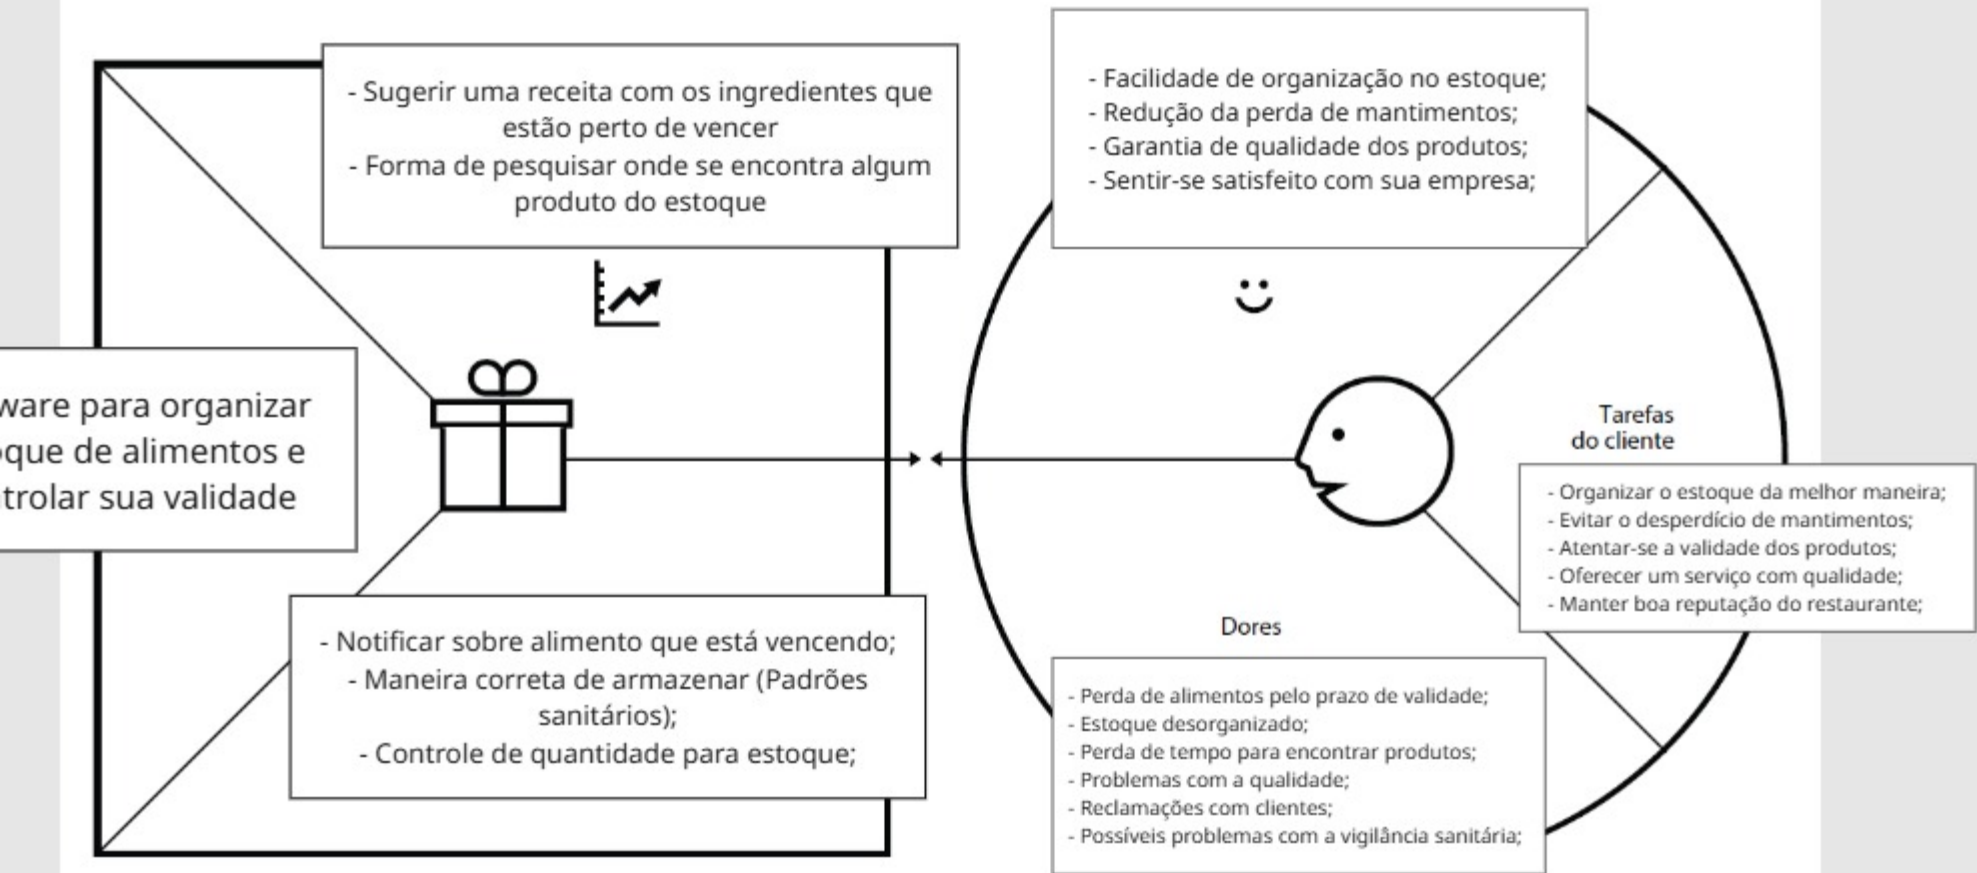 - Sugerir uma receita com os ingredientes que
estão perto de vencer
- Forma de pesquisar onde se encontra algum
produto do estoque
ware para organizar
que de alimentos e
trolar sua validade
- Notificar sobre alimento que está vencendo;
- Maneira correta de armazenar (Padrões
sanitários);
- Controle de quantidade para estoque;
- Facilidade de organização no estoque;
- Redução da perda de mantimentos;
- Garantia de qualidade dos produtos;
- Sentir-se satisfeito com sua empresa;
Tarefas
do cliente
- Organizar o estoque da melhor maneira;
- Evitar o desperdício de mantimentos;
- Atentar-se a validade dos produtos;
- Oferecer um serviço com qualidade;
- Manter boa reputação do restaurante;
Dores
- Perda de alimentos pelo prazo de validade;
- Estoque desorganizado;
- Perda de tempo para encontrar produtos;
- Problemas com a qualidade;
- Reclamações com clientes;
- Possíveis problemas com a vigilância sanitária;